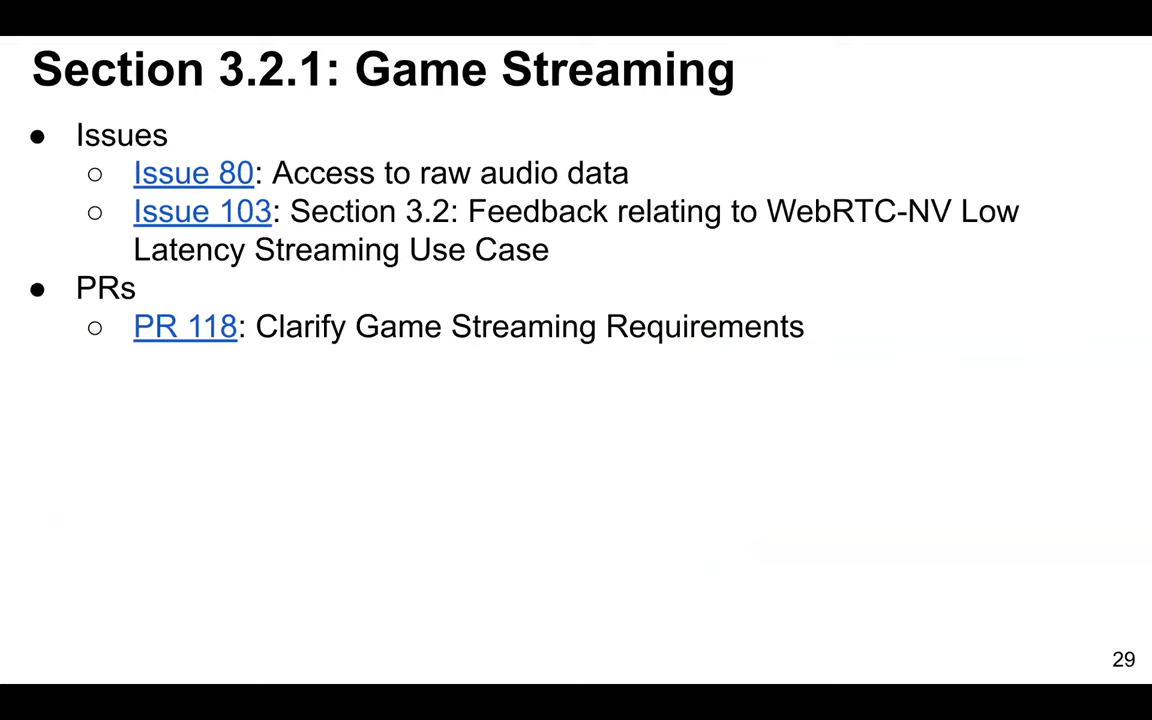 Section 3.2.1: Game Streaming
● Issues
○ Issue 80: Access to raw audio data
○ Issue 103: Section 3.2: Feedback relating to WebRTC-NV Low
Latency Streaming Use Case
● PRs
○ PR 118: Clarify Game Streaming Requirements
29